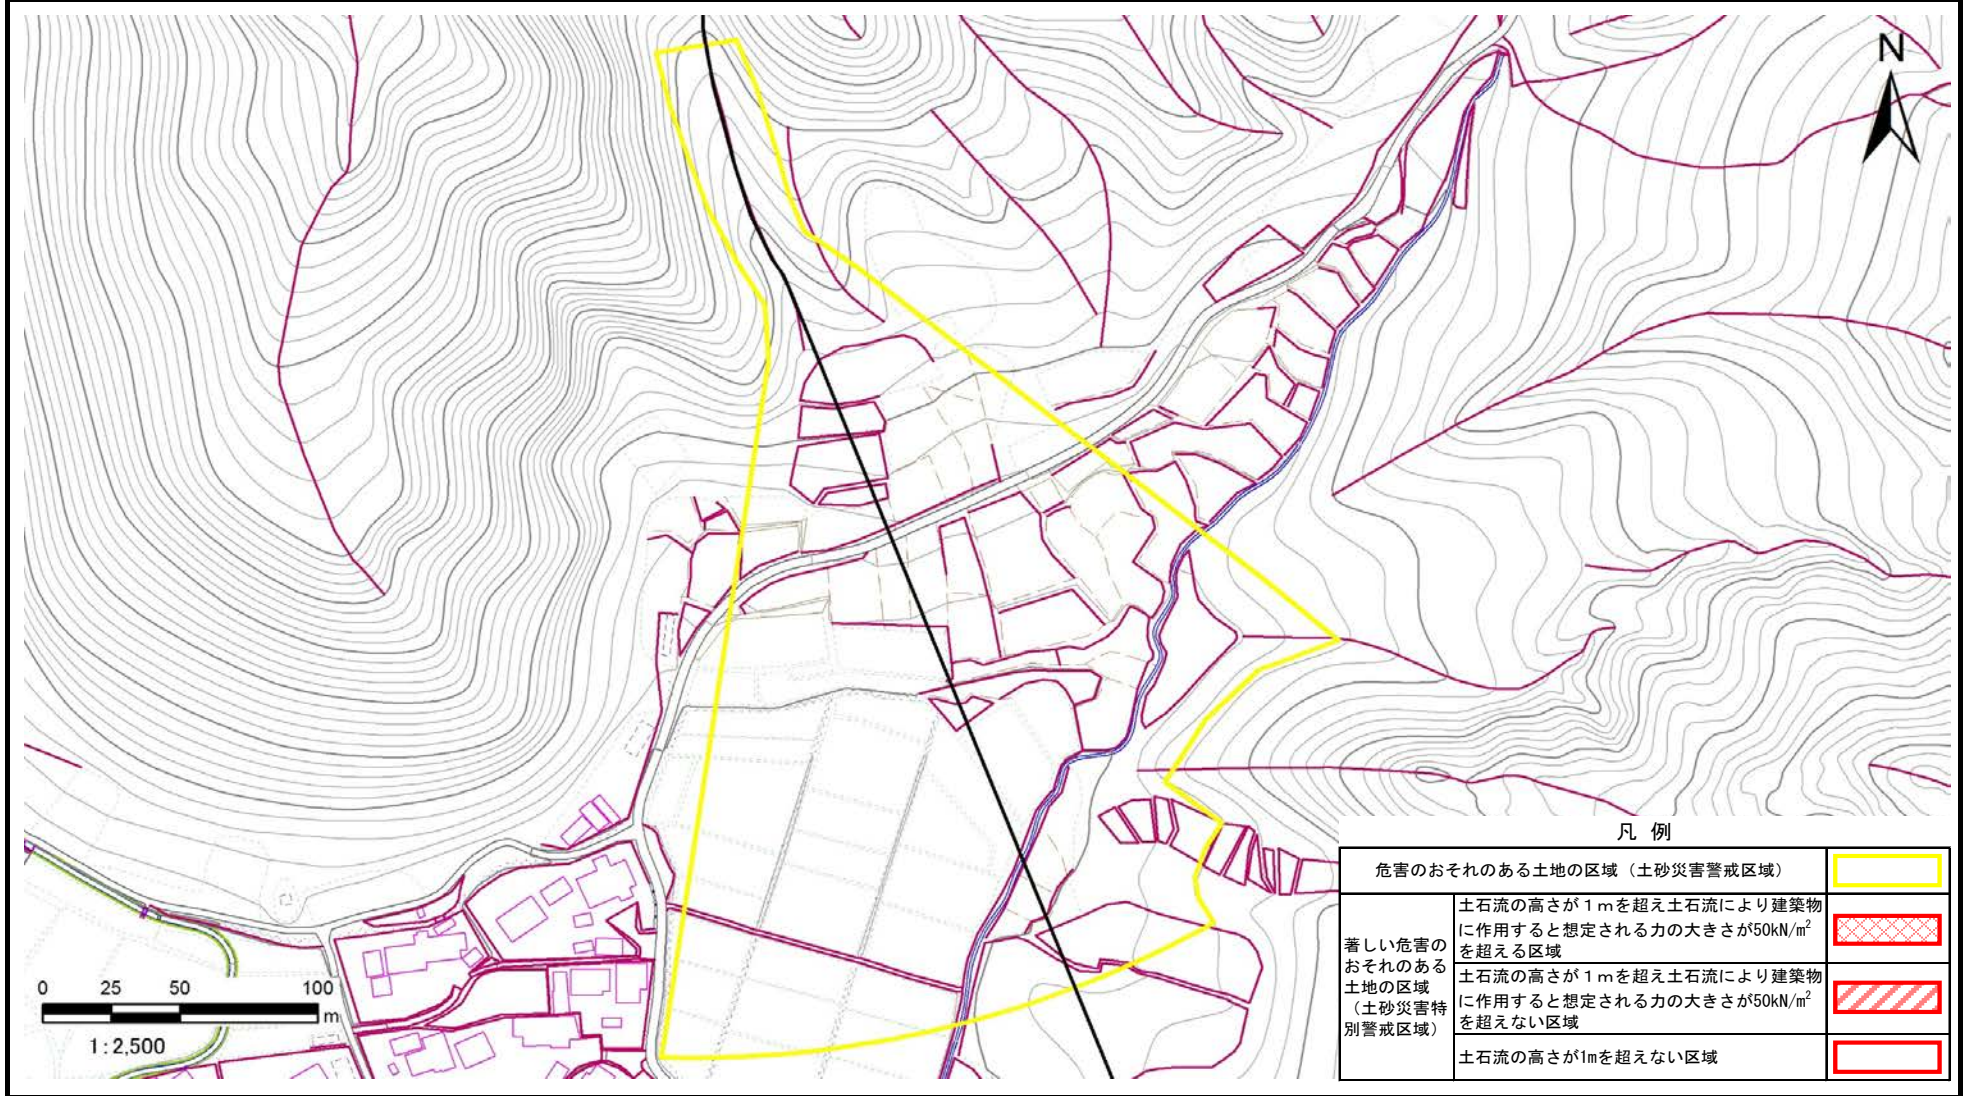 N
凡 例
危害のおそれのある土地の区域（土砂災害警戒区域）
著しい危害の
おそれのある
土地の区域
（土砂災害特
別警戒区域）
土石流の高さが１ｍを超え土石流により建築物
に作用すると想定される力の大きさが50kN/㎡
を超える区域
土石流の高さが１ｍを超え土石流により建築物
に作用すると想定される力の大きさが50kN/㎡
を超えない区域
土石流の高さが1mを超えない区域
0 25 50 100
m
1:2,500